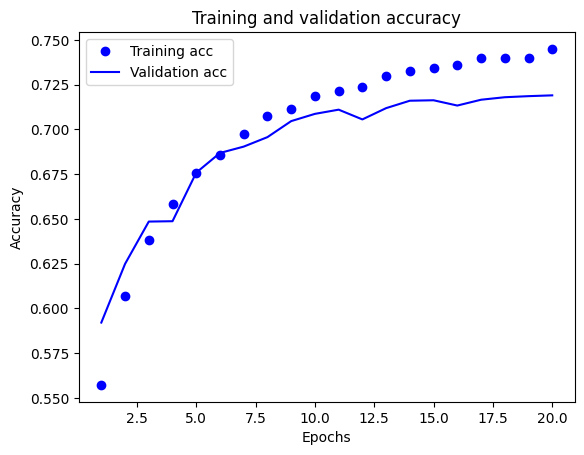 Training and validation accuracy
Training acc
Validation acc
Accuracy
0.750
0.725
0.700
0.675
0.650
0.625
0.600
0.575
0.550
2.5 5.0 7.5 10.0 12.5 15.0 17.5 20.0
Epochs